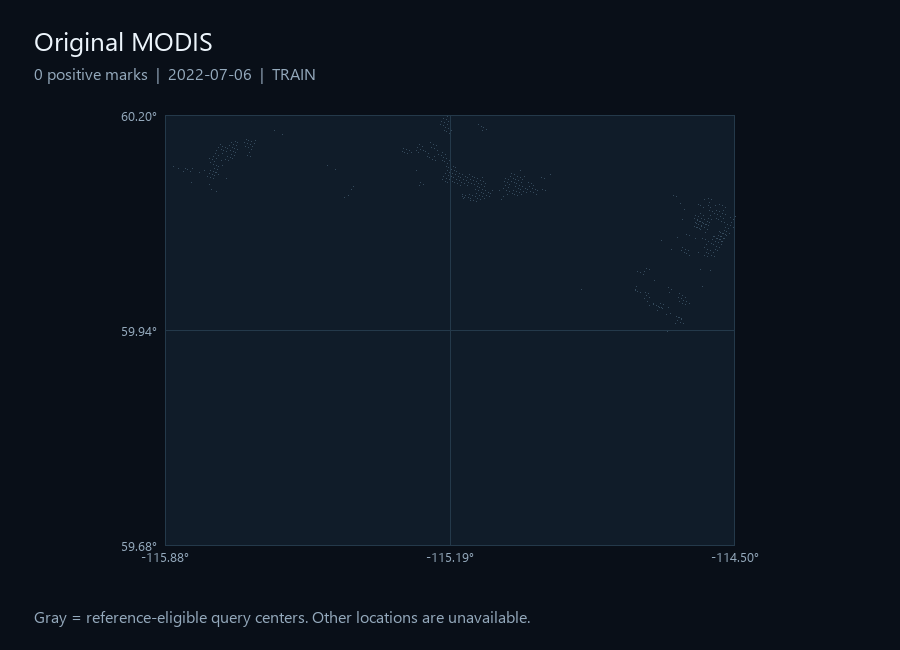 Original MODIS
0 positive marks | 2022-07-06 | TRAIN
60.20°
59.94°
59.68°
-115.88°
-115.19°
-114.50°
Gray = reference-eligible query centers. Other locations are unavailable.